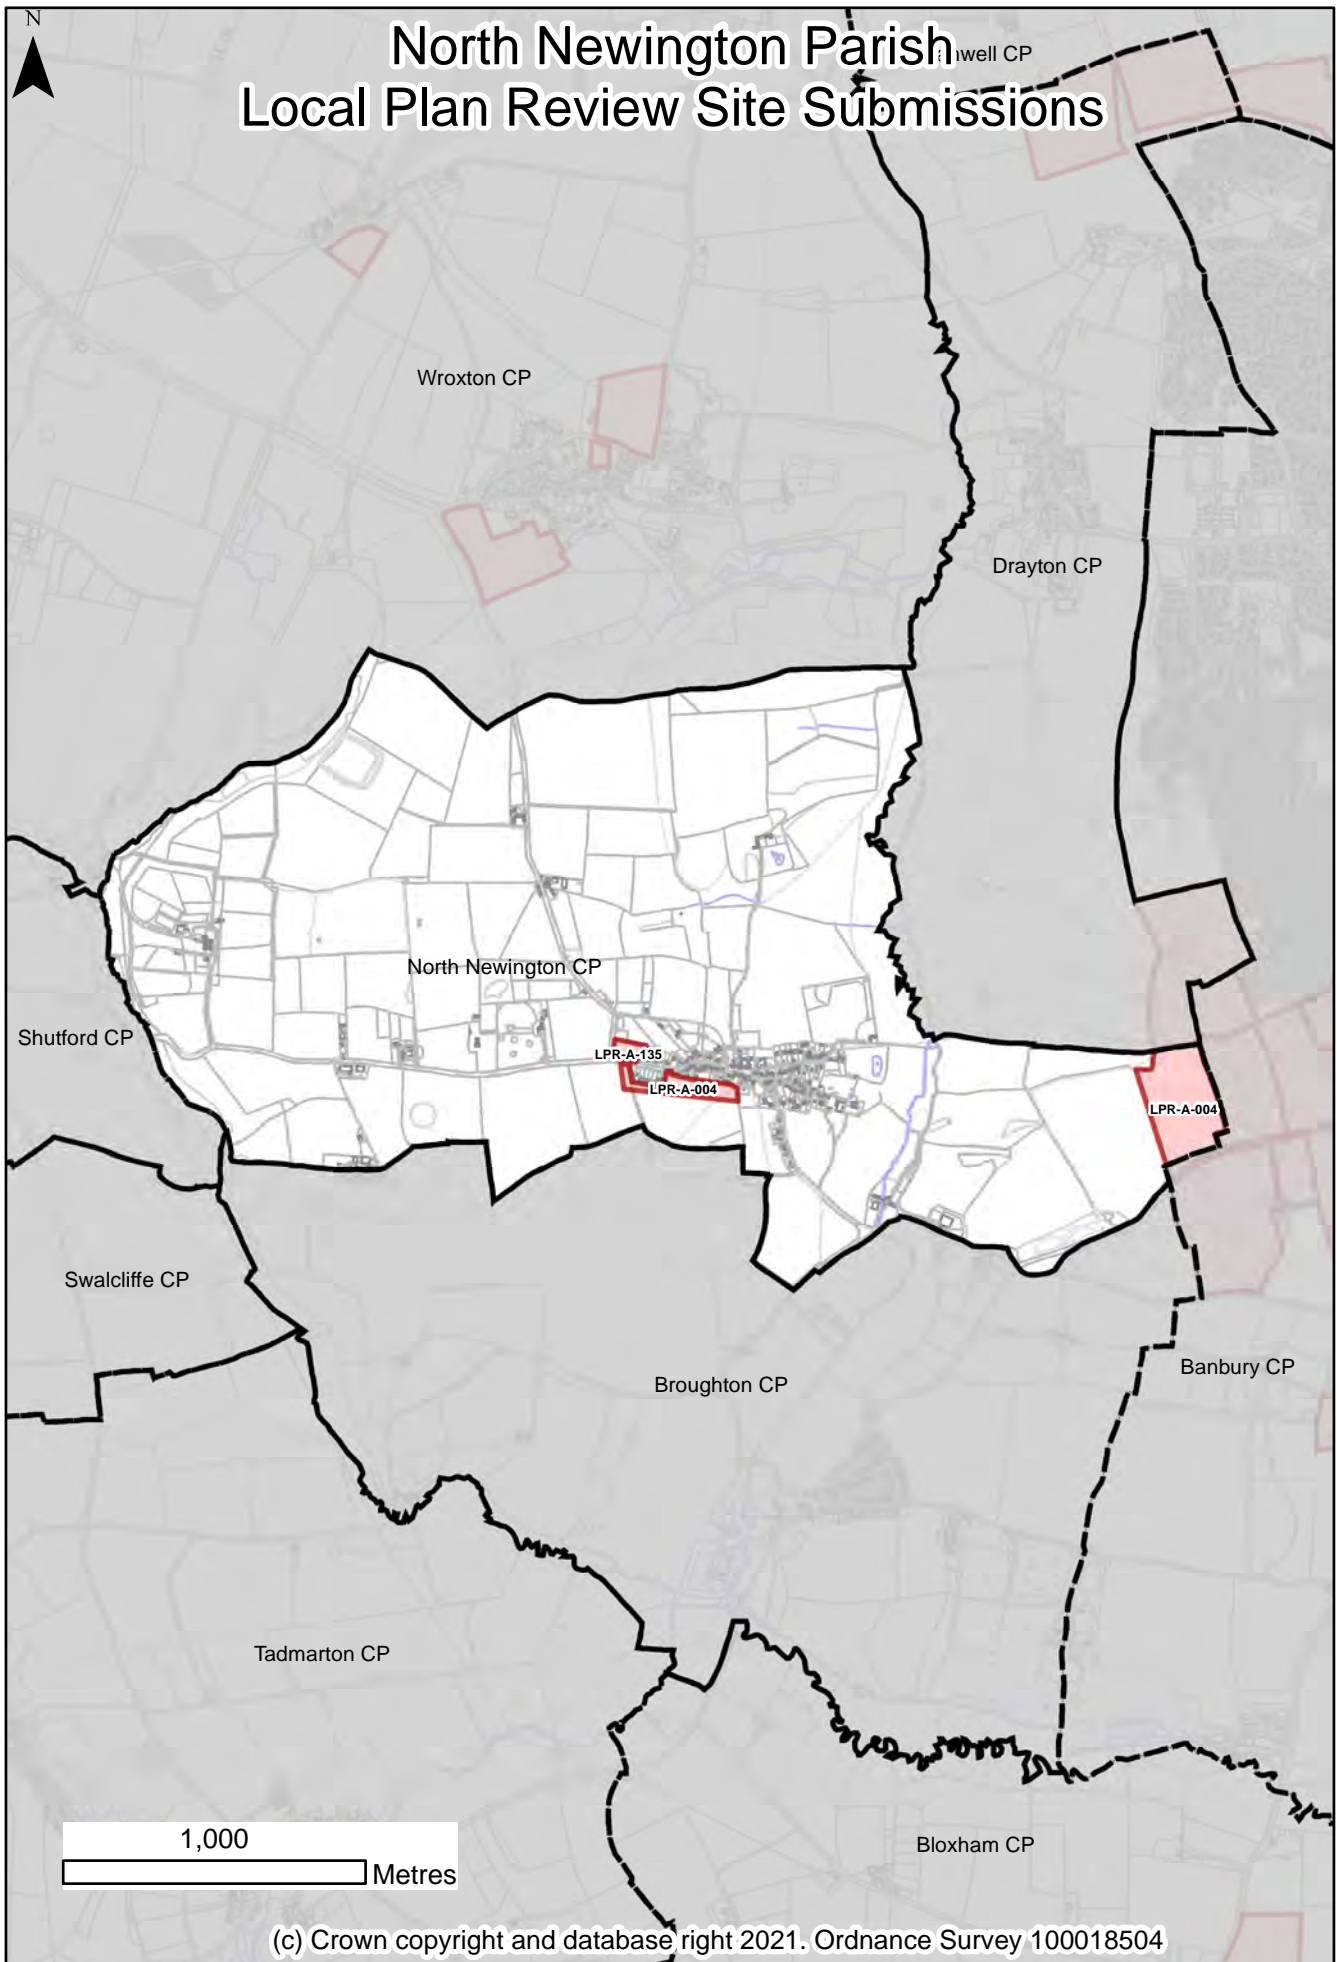 N
North Newington Parish
Local Plan Review Site Submissions
Wroxton CP
Drayton CP
North Newington CP
Shutford CP
LPR-A-135
LPR-A-004
LPR-A-004
Swalcliffe CP
Broughton CP
Banbury CP
Tadmarton CP
Bloxham CP
1,000
Metres
(c) Crown copyright and database right 2021. Ordnance Survey 100018504